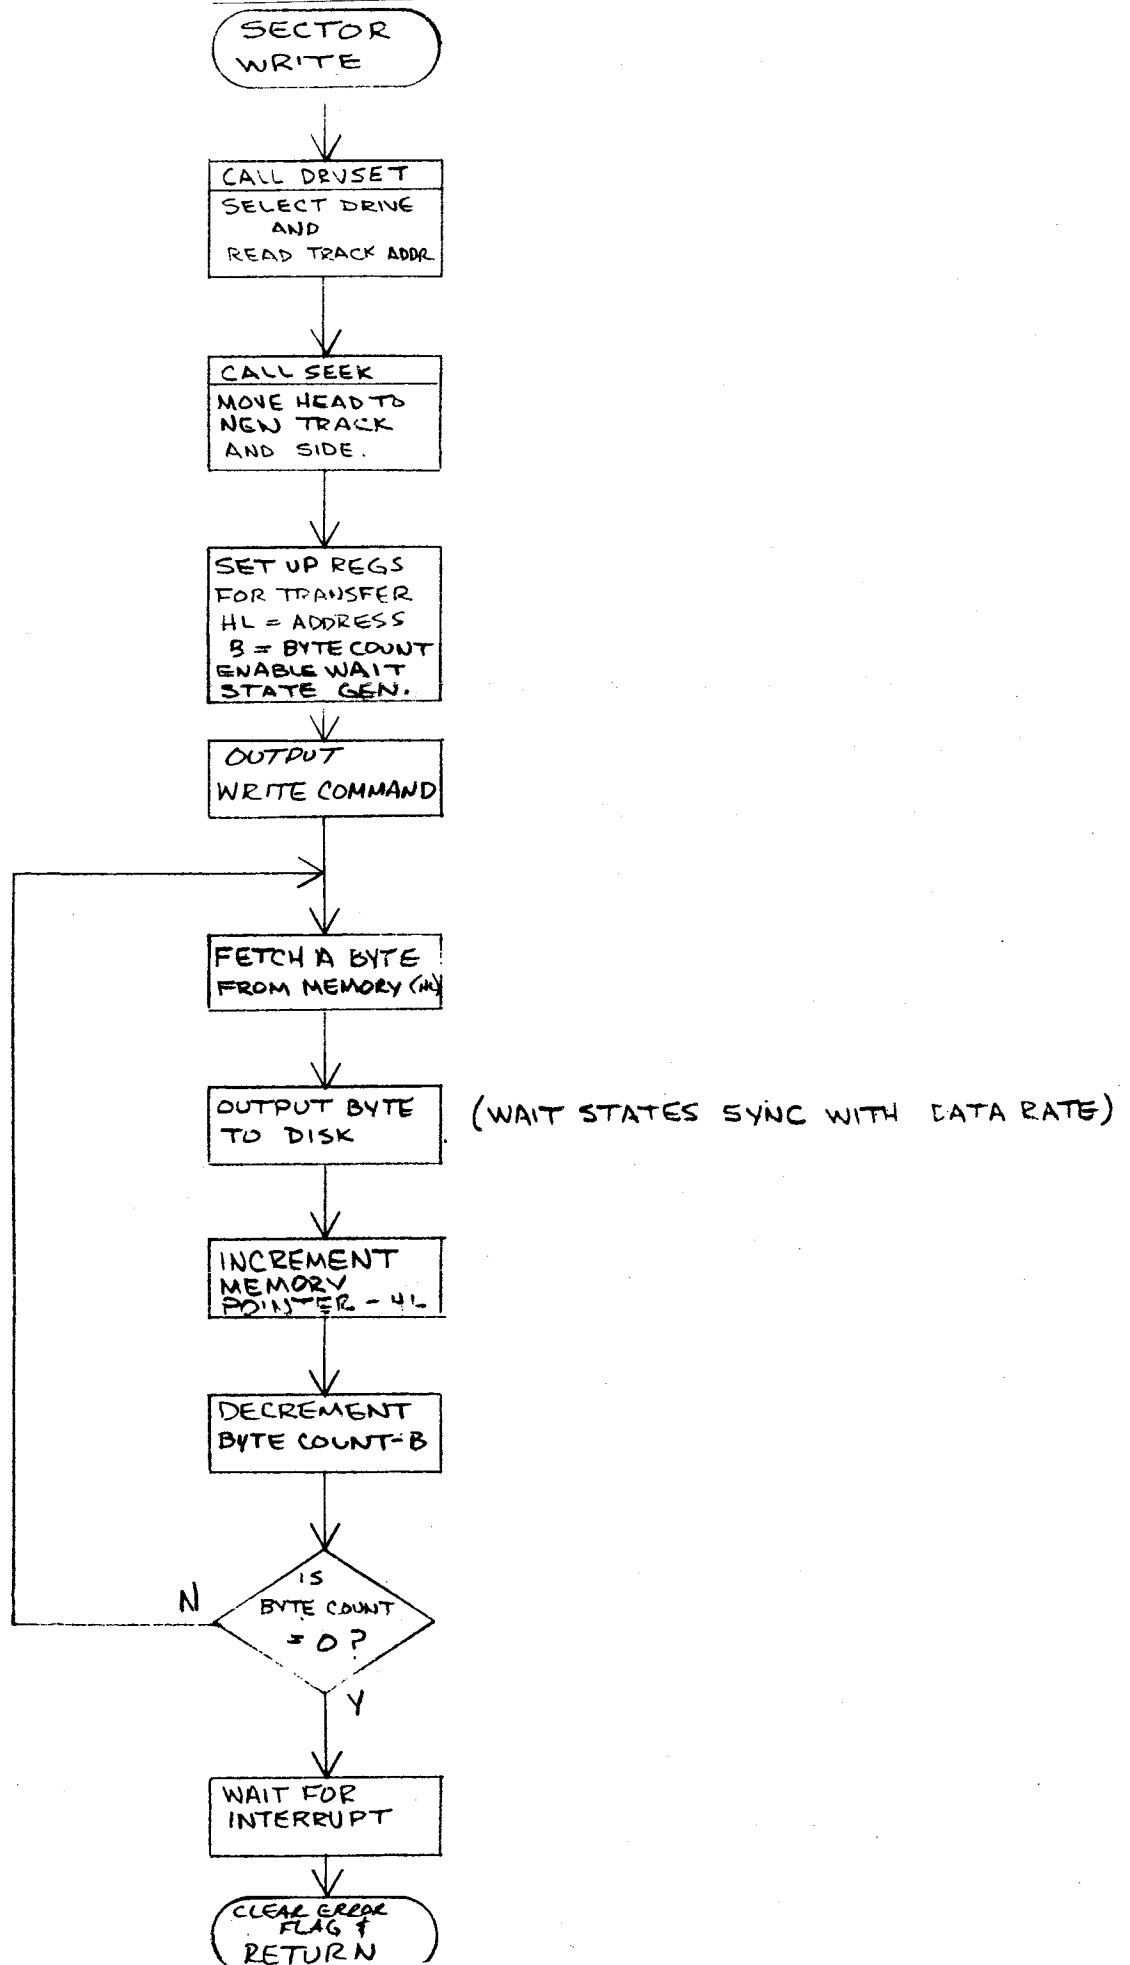 SECTOR
WRITE
CALL DRVSET
SELECT DRIVE
AND
READ TRACK ADDR
CALL SEEK
MOVE HEAD TO
NEW TRACK
AND SIDE.
SET UP REGS
FOR TRANSFER
HL = ADDRESS
B = BYTE COUNT
ENABLE WAIT
STATE GEN.
OUTPUT
WRITE COMMAND
FETCH A BYTE
FROM MEMORY (HL)
OUTPUT BYTE
TO DISK
(WAIT STATES SYNC WITH DATA RATE)
INCREMENT
MEMORY
POINTER - HL
DECREMENT
BYTE COUNT-B
IS
BYTE COUNT
= 0 ?
N
Y
WAIT FOR
INTERRUPT
CLEAR ERROR
FLAG &
RETURN